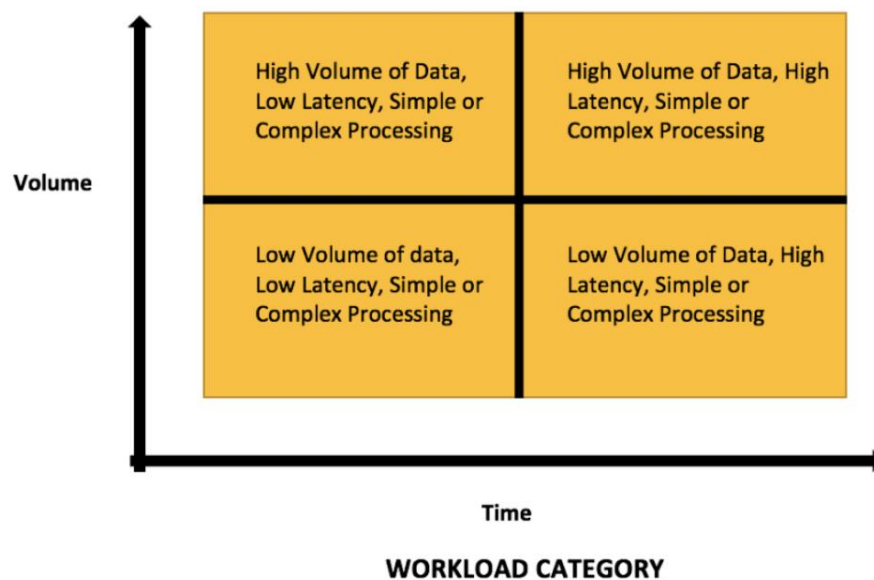 High Volume of Data,
Low Latency, Simple or
Complex Processing
High Volume of Data, High
Latency, Simple or
Complex Processing
Volume
Low Volume of data,
Low Latency, Simple or
Complex Processing
Low Volume of Data, High
Latency, Simple or
Complex Processing
Time
WORKLOAD CATEGORY